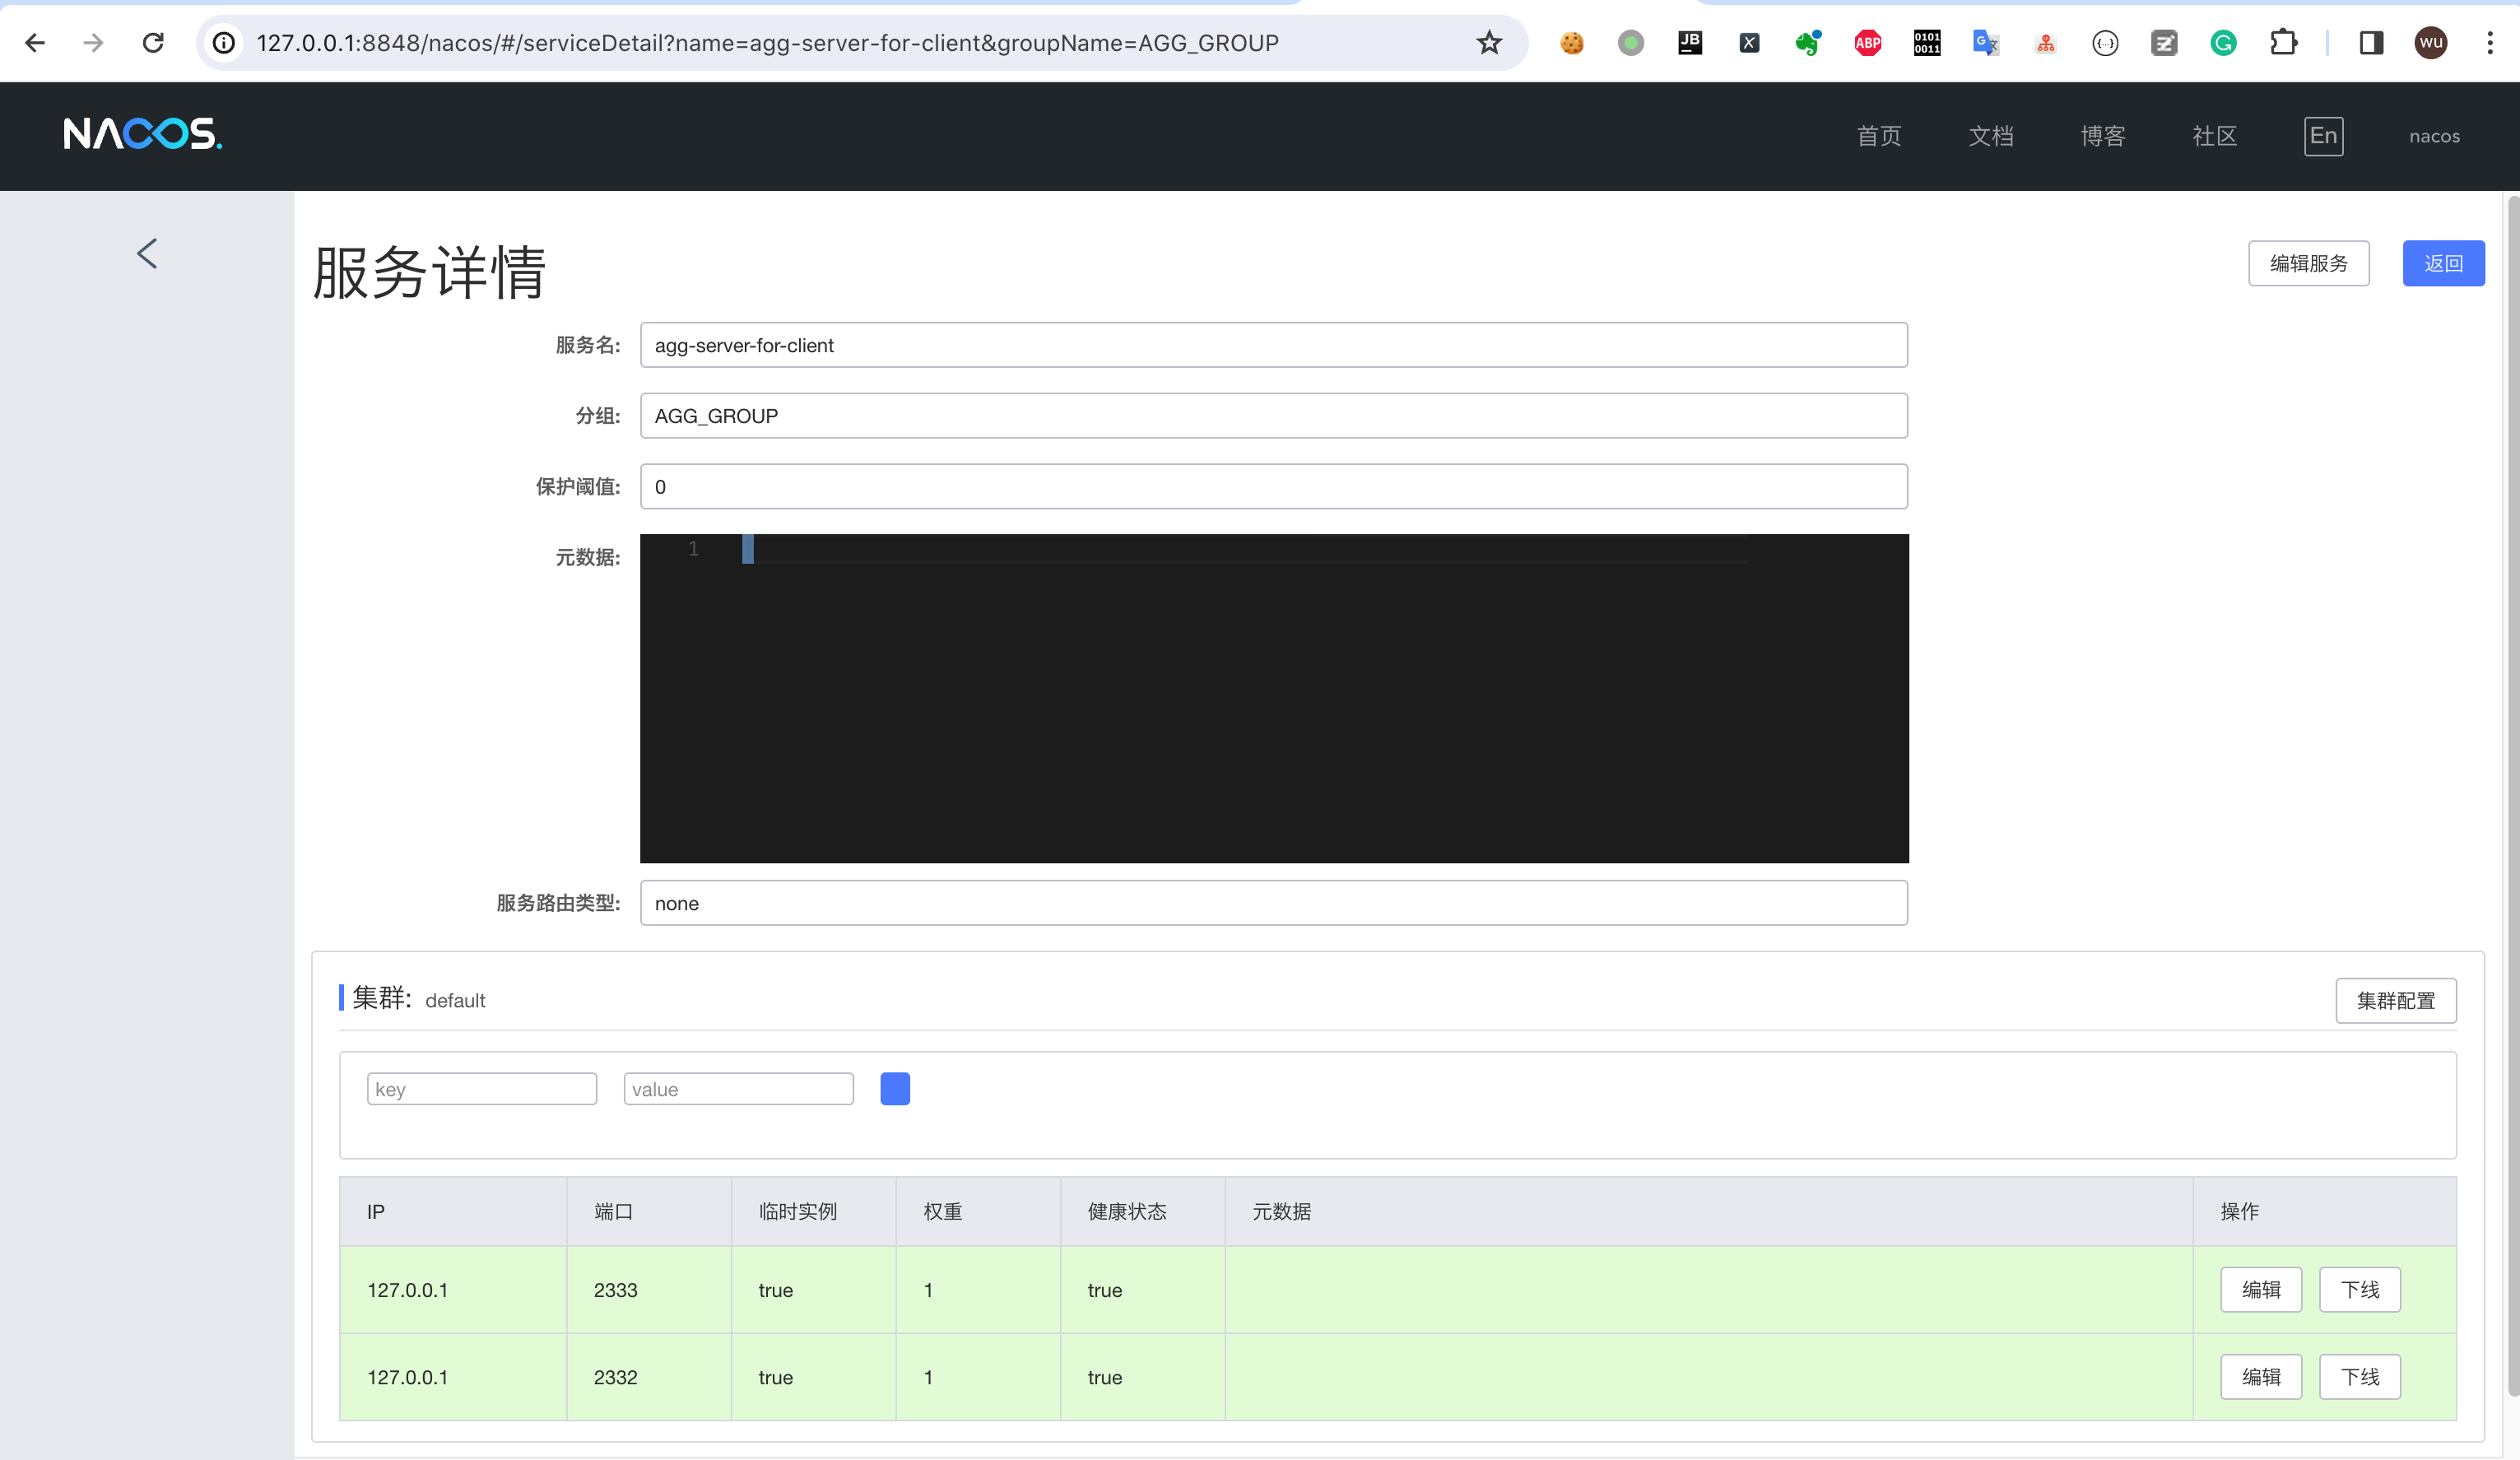 127.0.0.1:8848/nacos/#/serviceDetail?name=agg-server-for-client&groupName=AGG_GROUP
JB
X
ABP
0101
0011
G
WU
NACOS.
首页
文档
博客
社区
En
nacos
服务详情
编辑服务
返回
服务名:
agg-server-for-client
分组:
AGG_GROUP
保护阈值:
0
元数据:
1
服务路由类型:
none
集群:
default
集群配置
key
value
IP 端口 临时实例 权重 健康状态 元数据 操作
127.0.0.1 2333 true 1 true 编辑 下线
127.0.0.1 2332 true 1 true 编辑 下线